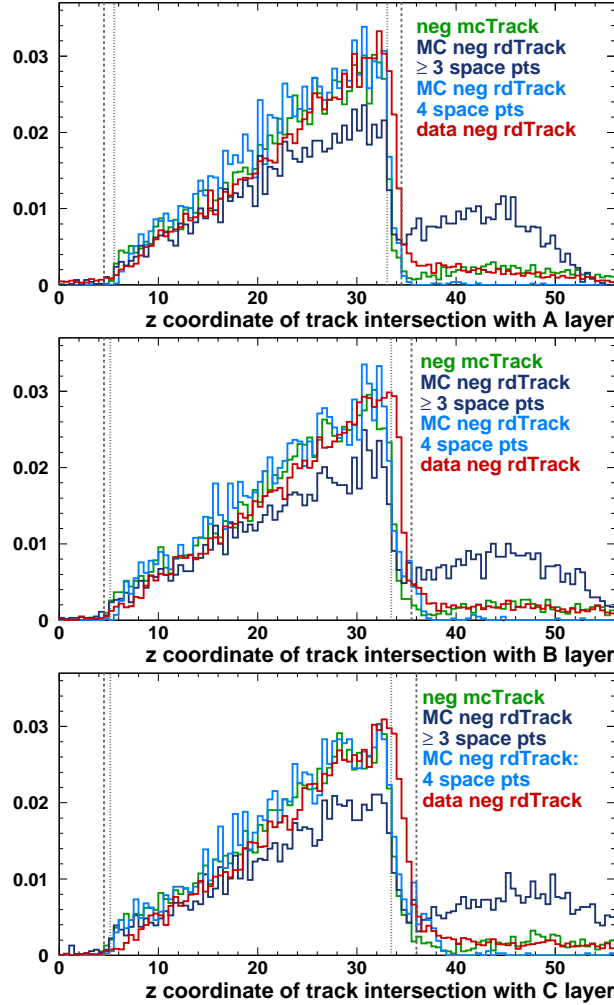 0.03
0.02
0.01
0
neg mcTrack
MC neg rdTrack
≥ 3 space pts
MC neg rdTrack
4 space pts
data neg rdTrack
0 10 20 30 40 50
z coordinate of track intersection with A layer
0.03
0.02
0.01
0
neg mcTrack
MC neg rdTrack
≥ 3 space pts
MC neg rdTrack
4 space pts
data neg rdTrack
0 10 20 30 40 50
z coordinate of track intersection with B layer
0.03
0.02
0.01
0
neg mcTrack
MC neg rdTrack
≥ 3 space pts
MC neg rdTrack:
4 space pts
data neg rdTrack
0 10 20 30 40 50
z coordinate of track intersection with C layer